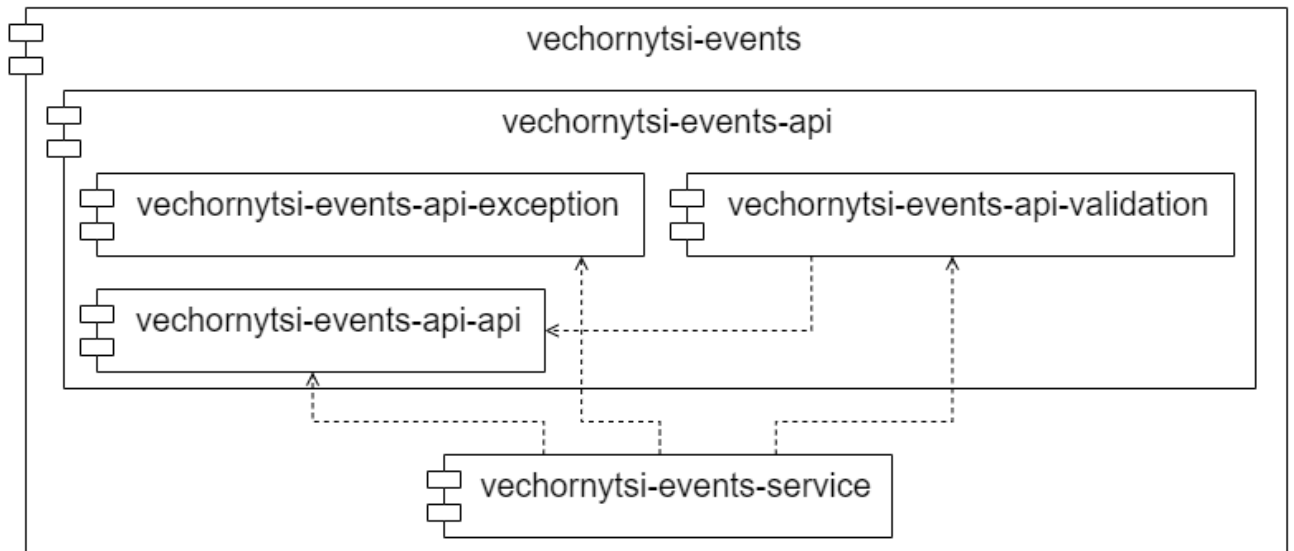 vechornytsi-events
vechornytsi-events-api
vechornytsi-events-api-exception
vechornytsi-events-api-validation
vechornytsi-events-api-api
vechornytsi-events-service